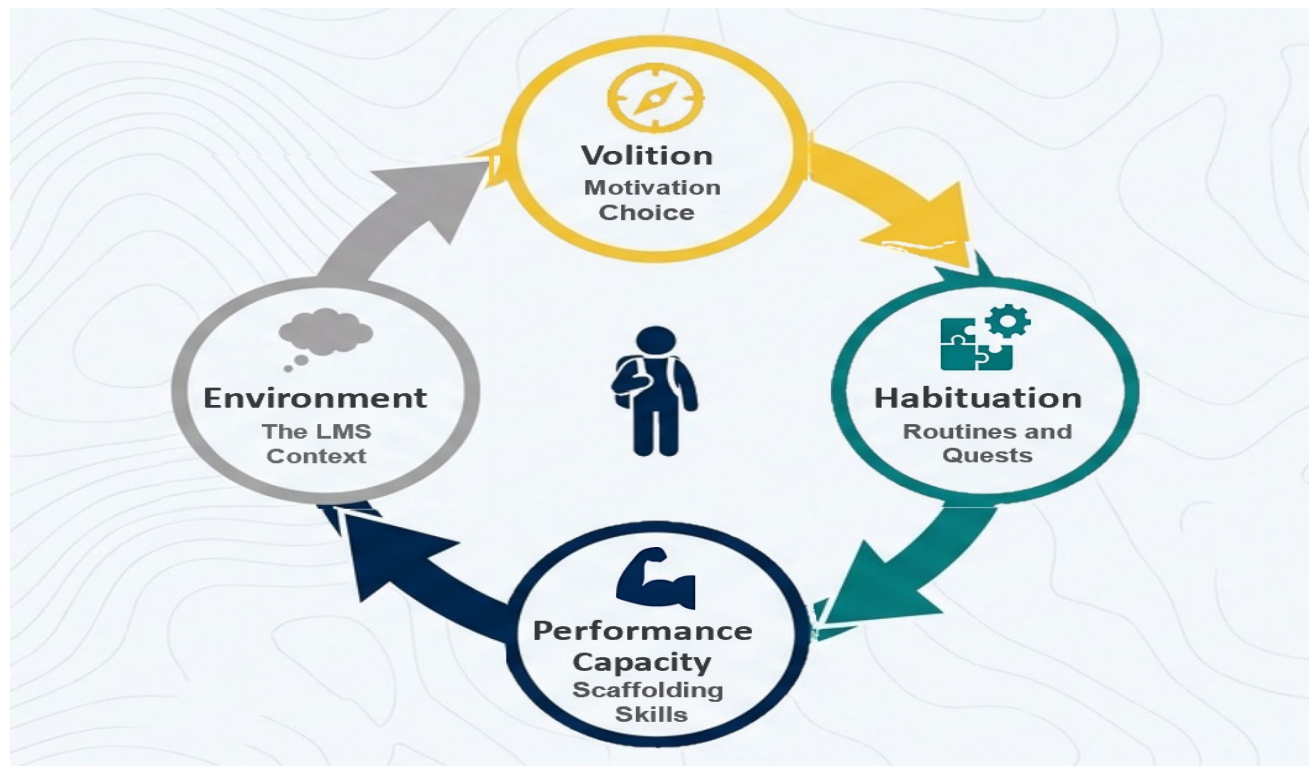 Volition
Motivation
Choice
Habituation
Routines and
Quests
Performance
Capacity
Scaffolding
Skills
Environment
The LMS
Context